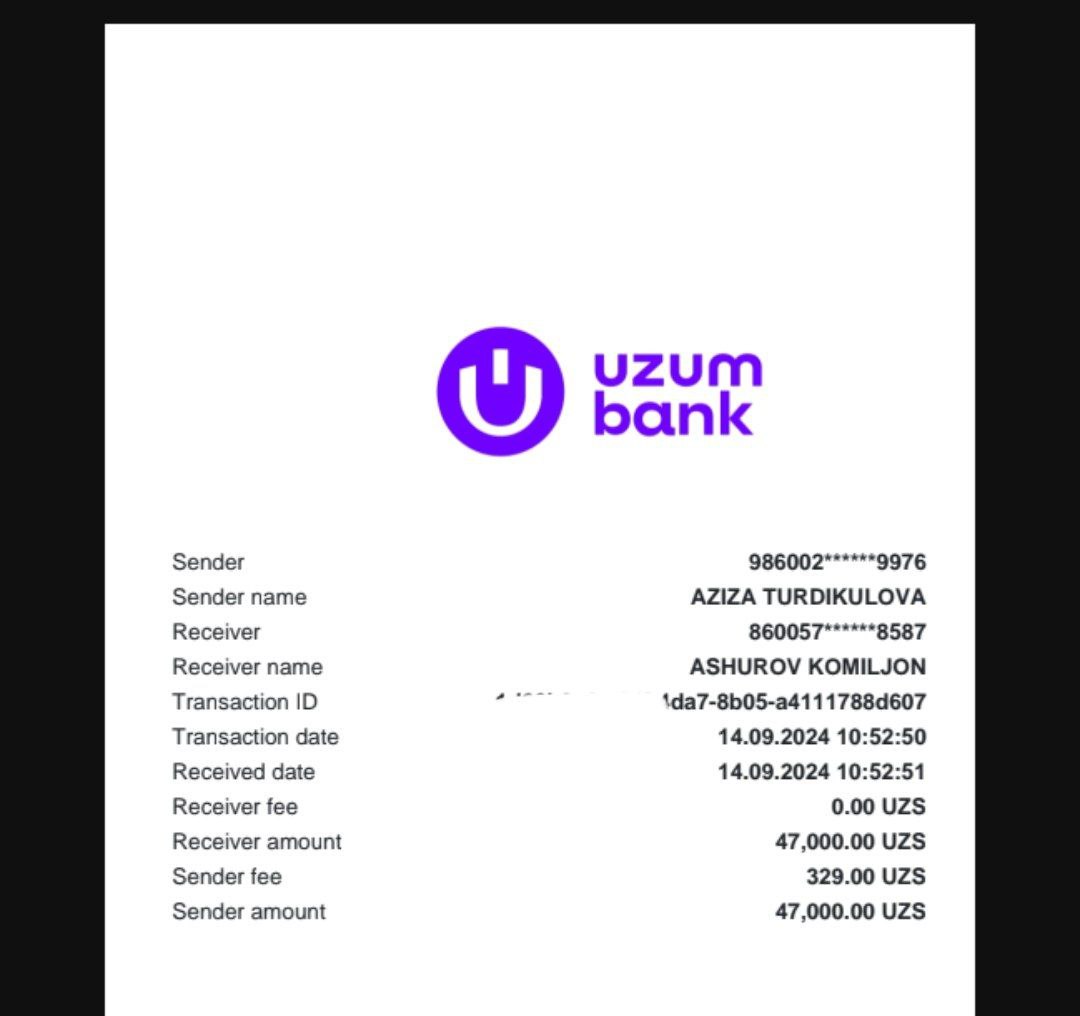 uzum
bank
Sender 986002******9976
Sender name AZIZA TURDIKULOVA
Receiver 860057******8587
Receiver name ASHUROV KOMILJON
Transaction ID da7-8b05-a4111788d607
Transaction date 14.09.2024 10:52:50
Received date 14.09.2024 10:52:51
Receiver fee 0.00 UZS
Receiver amount 47,000.00 UZS
Sender fee 329.00 UZS
Sender amount 47,000.00 UZS